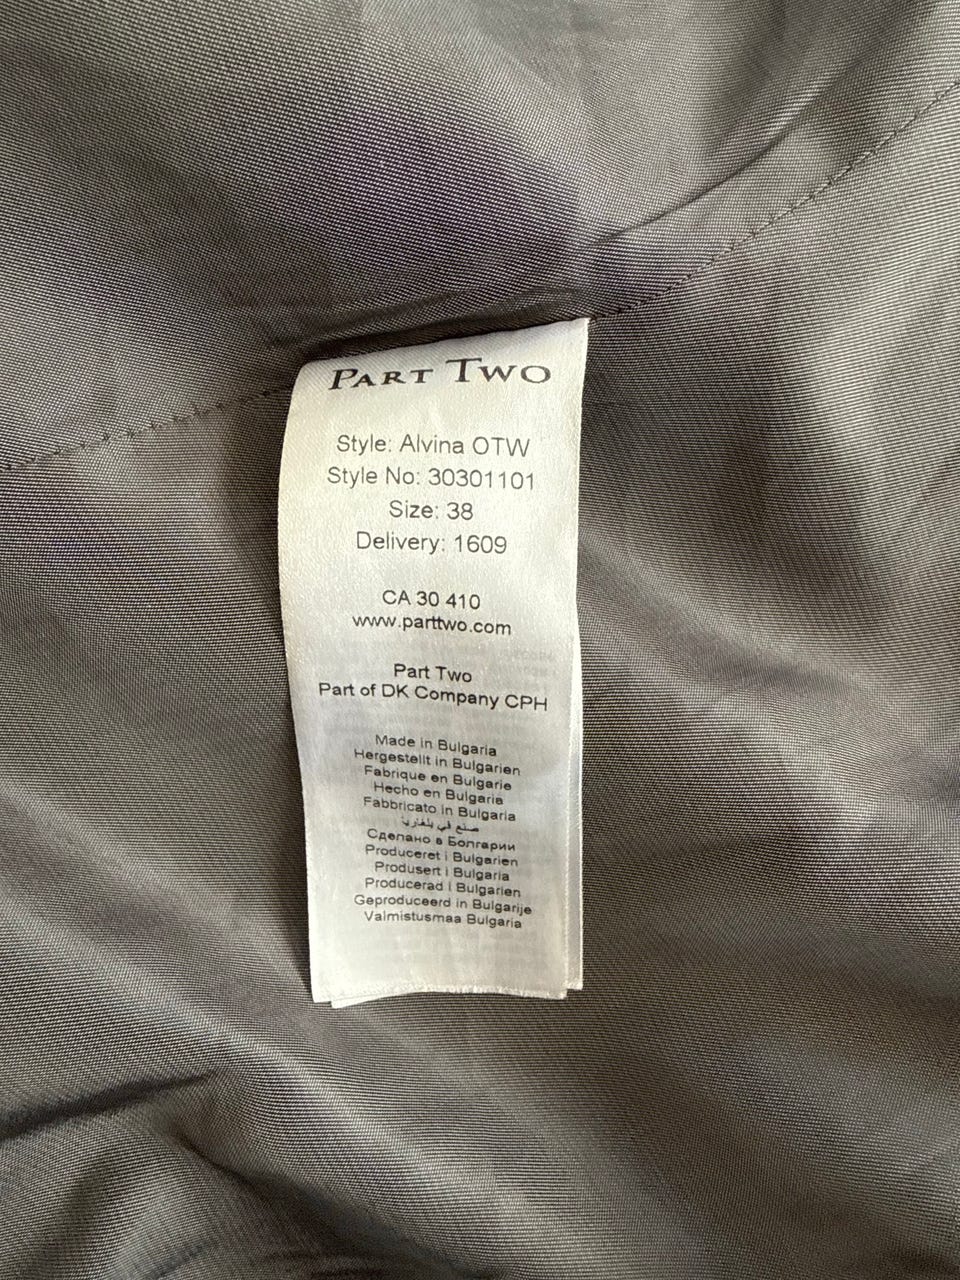 PART TWO
Style: Alvina OTW
Style No: 30301101
Size: 38
Delivery: 1609
CA 30 410
www.parttwo.com
Part Two
Part of DK Company CPH
Made in Bulgaria
Hergestellt in Bulgarien
Fabrique en Bulgarie
Hecho en Bulgaria
Fabbricato in Bulgaria
صنع في بلغاريا
Сделано в Болгарии
Produceret i Bulgarien
Produsert i Bulgaria
Producerad i Bulgarien
Geproduceerd in Bulgarije
Valmistusmaa Bulgaria